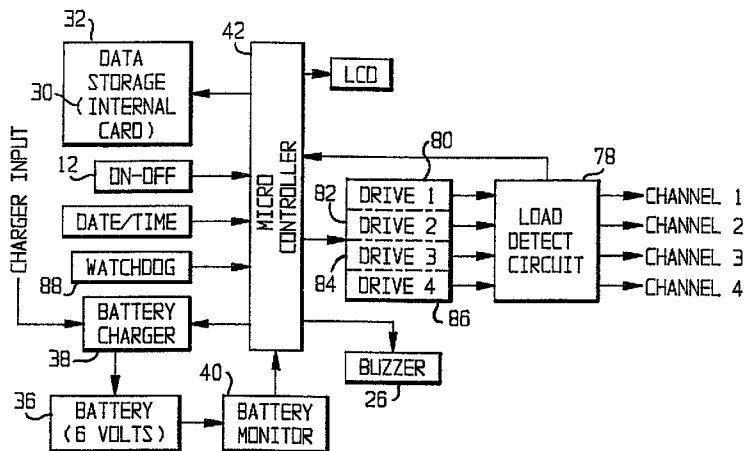 32
DATA
STORAGE
30
(INTERNAL
CARD)
12
ON-OFF
DATE/TIME
WATCHDOG
88
CHARGER INPUT
BATTERY
CHARGER
38
36
BATTERY
(6 VOLTS)
40
BATTERY
MONITOR
42
MICRO
CONTROLLER
LCD
80
DRIVE 1
82
DRIVE 2
84
DRIVE 3
DRIVE 4
86
BUZZER
26
78
LOAD
DETECT
CIRCUIT
CHANNEL 1
CHANNEL 2
CHANNEL 3
CHANNEL 4